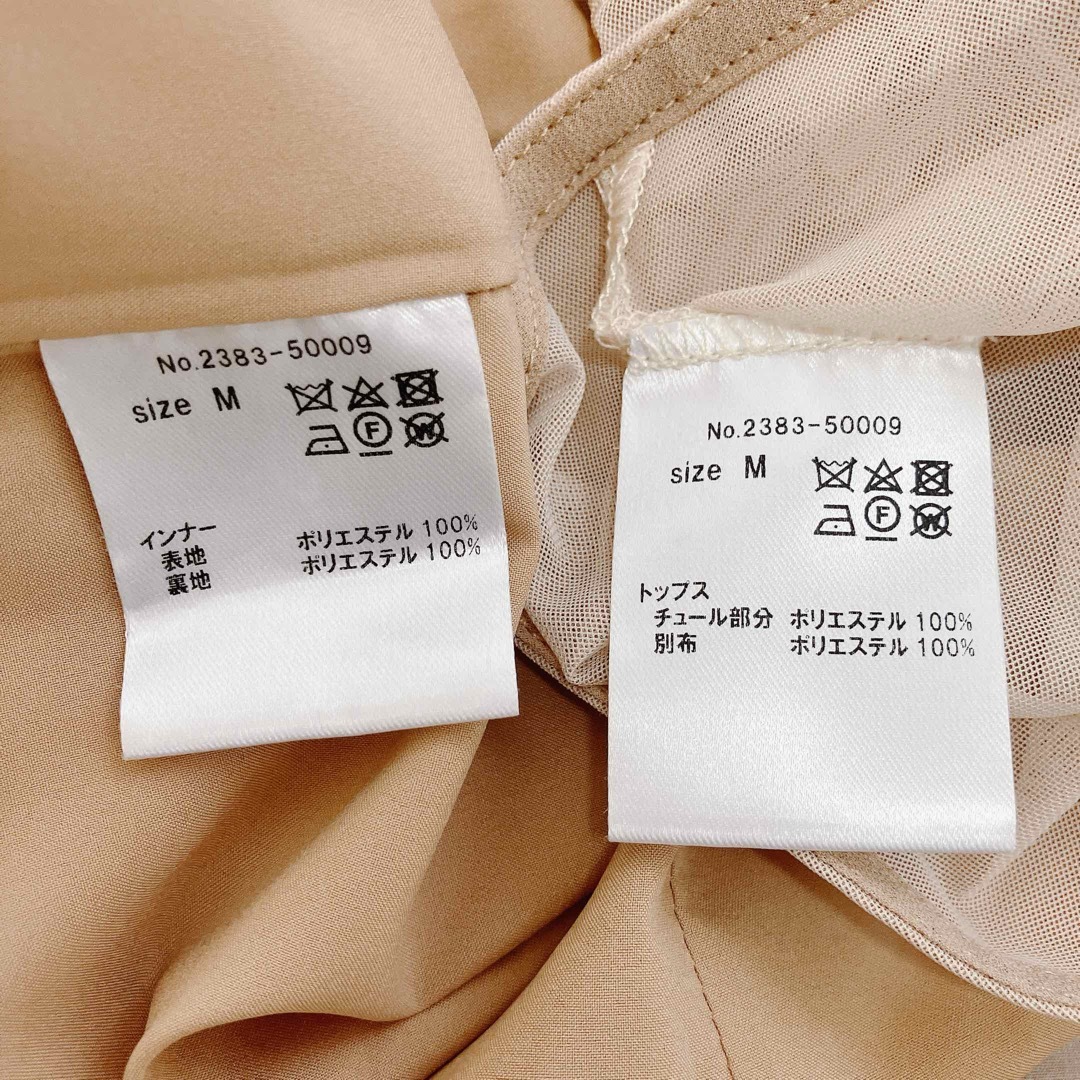 No.2383-50009
size M
F
W
インナー
表地 ポリエステル 100%
裏地 ポリエステル 100%
No.2383-50009
size M
F
W
トップス
チュール部分 ポリエステル 100%
別布 ポリエステル 100%